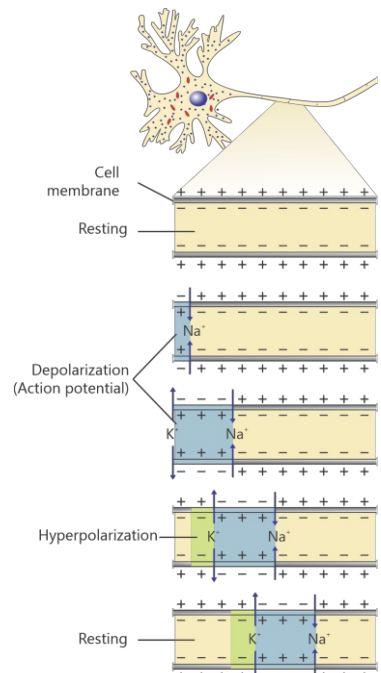 Cell
membrane
Resting
Na⁺
Depolarization
(Action potential)
K⁺ Na⁺
Hyperpolarization K⁺ Na⁺
Resting K⁺ Na⁺